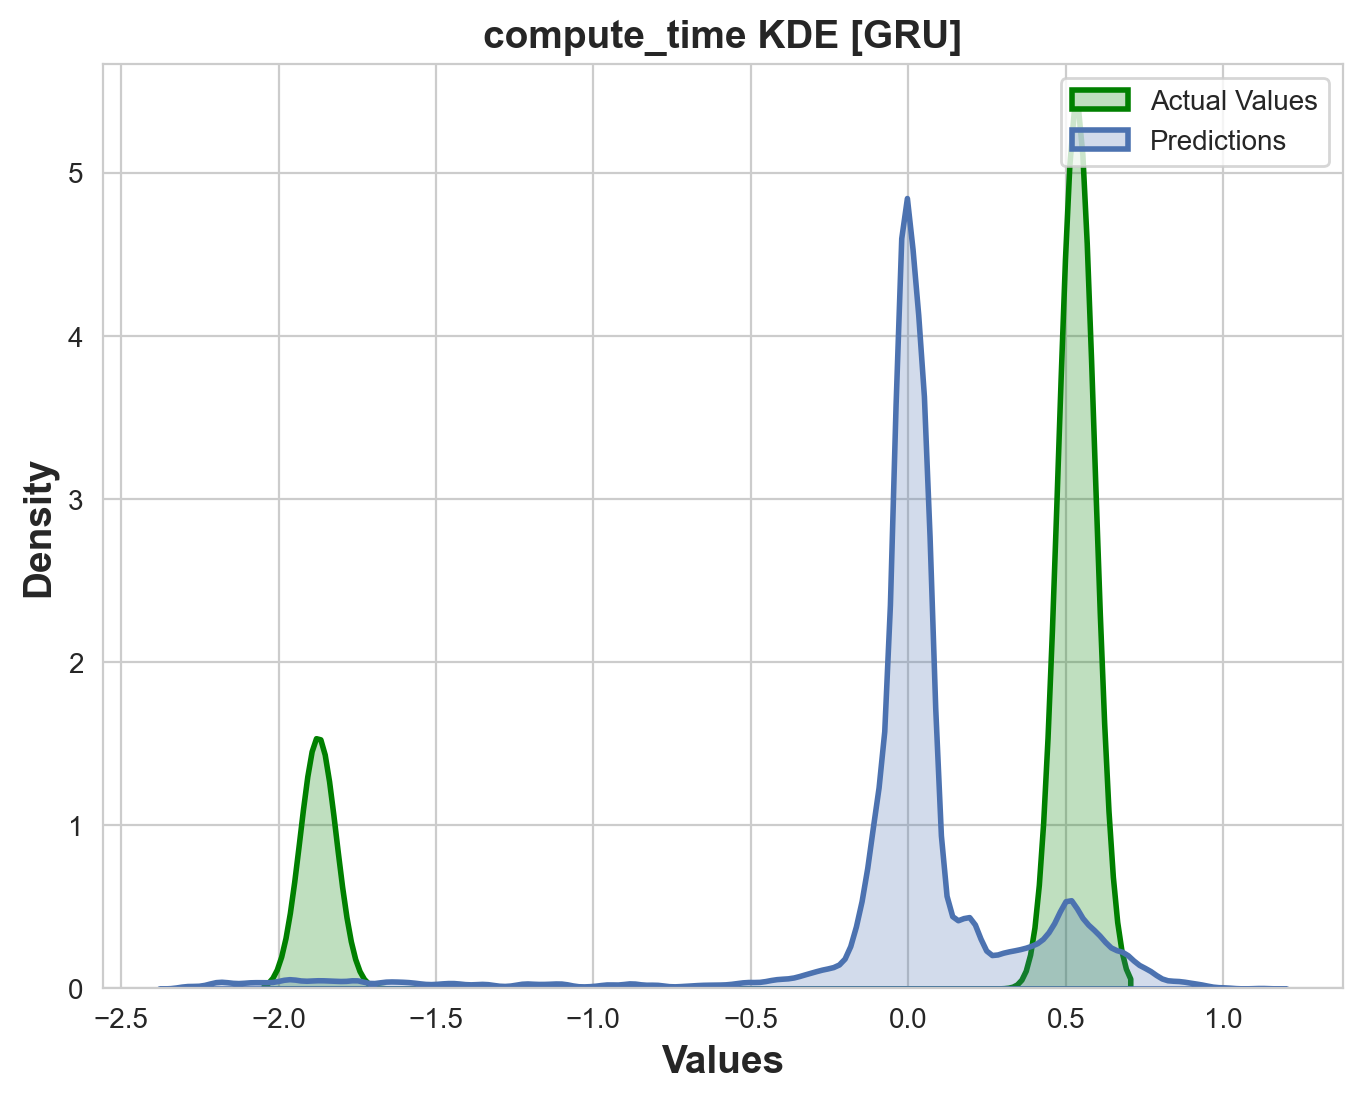 compute_time KDE [GRU]
Actual Values
Predictions
Density
5
4
3
2
1
0
−2.5 −2.0 −1.5 −1.0 −0.5 0.0 0.5 1.0
Values